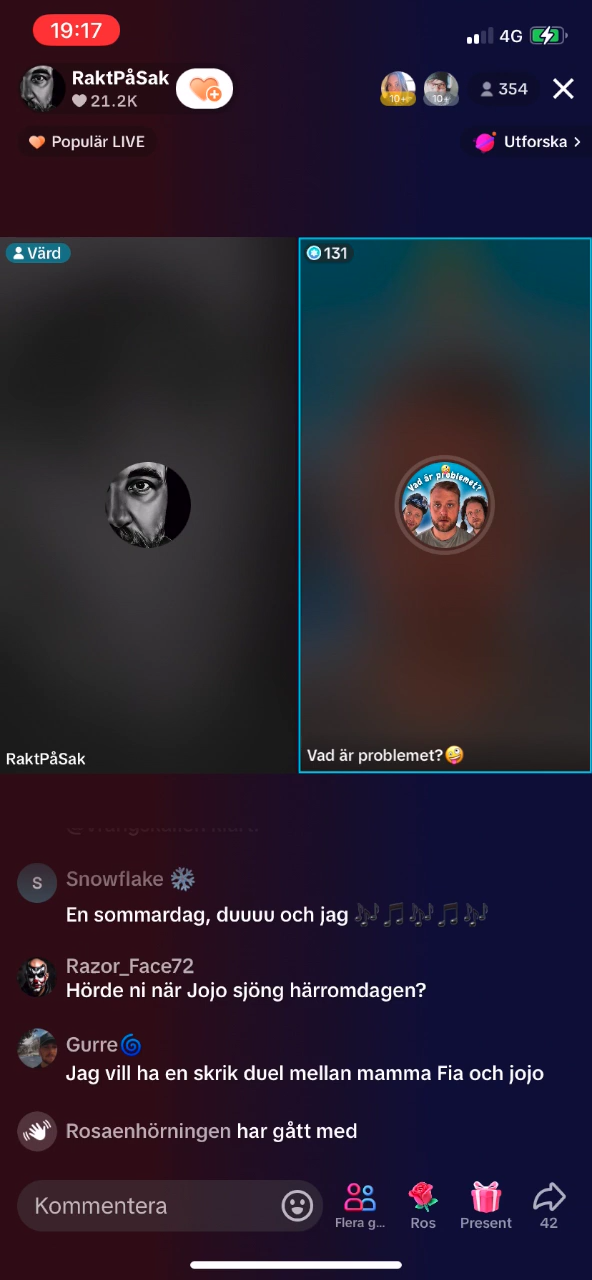 19:17
4G
RaktPåSak
21.2K
10+
10+
354
Populär LIVE
Utforska
Värd
131
Vad är problemet?
RaktPåSak
Vad är problemet?🤪
S
Snowflake ❄️
En sommardag, duuuu och jag 🎶🎵🎶🎵🎶
Razor_Face72
Hörde ni när Jojo sjöng härromdagen?
Gurre🌀
Jag vill ha en skrik duel mellan mamma Fia och jojo
Rosaenhörningen har gått med
Kommentera
Flera g...
Ros
Present
42